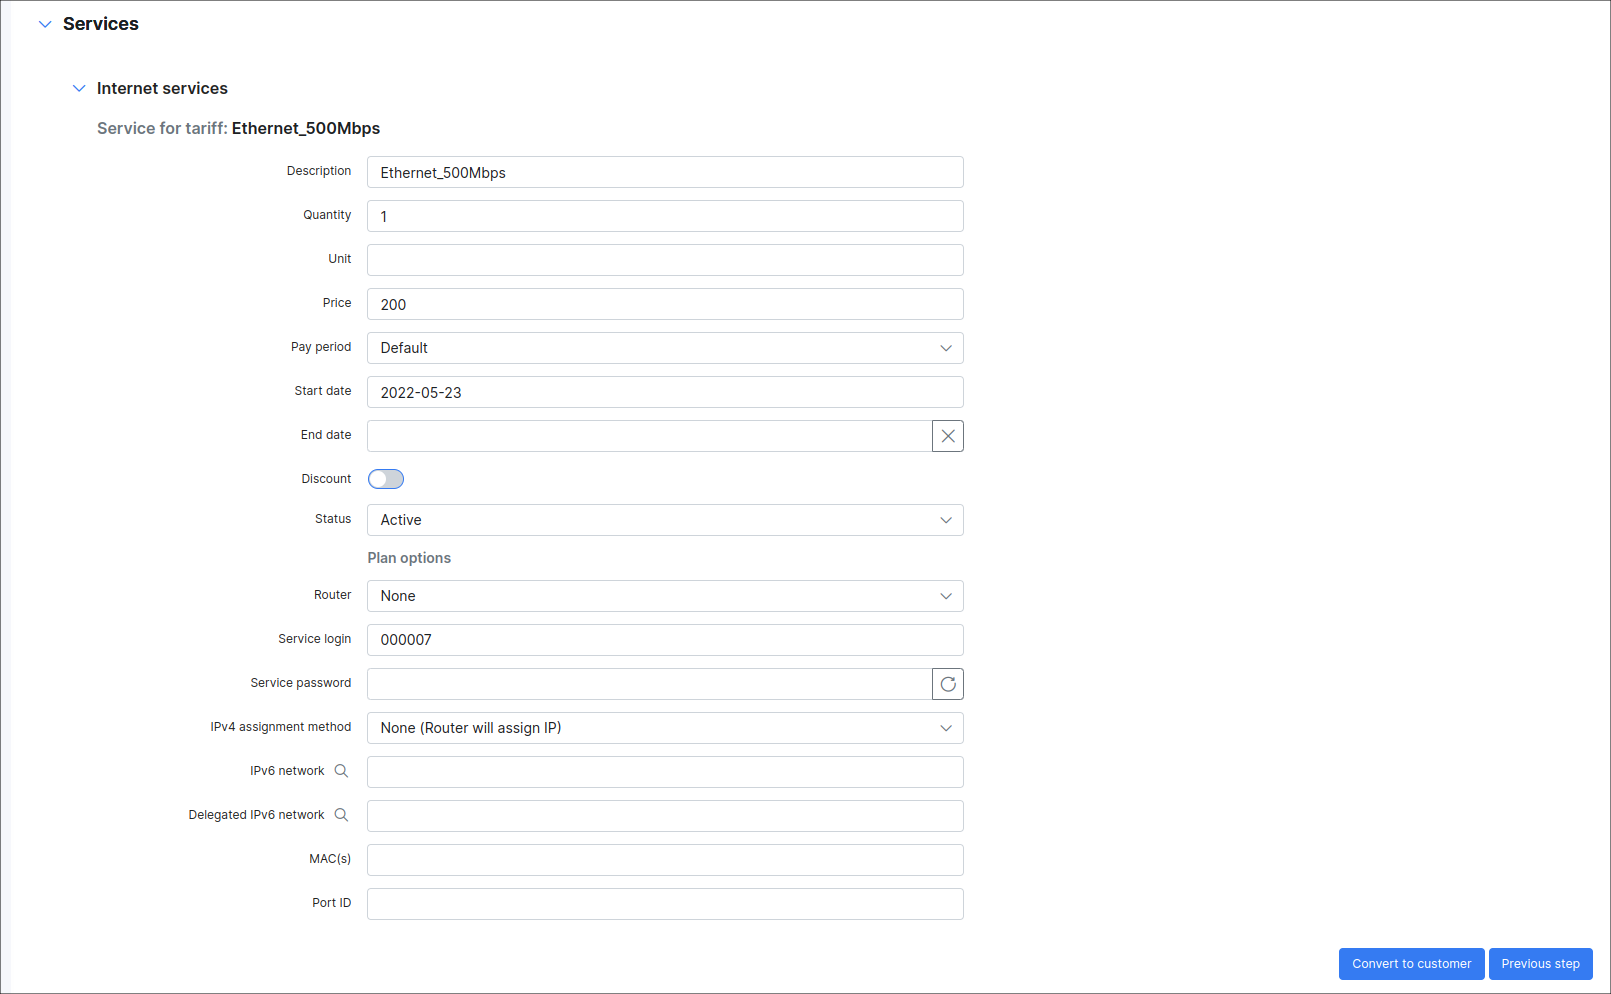 Services
Internet services
Service for tariff: Ethernet_500Mbps
Description Ethernet_500Mbps
Quantity 1
Unit
Price 200
Pay period Default
Start date 2022-05-23
End date
Discount
Status Active
Plan options
Router None
Service login 000007
Service password
IPv4 assignment method None (Router will assign IP)
IPv6 network
Delegated IPv6 network
MAC(s)
Port ID
Convert to customer Previous step